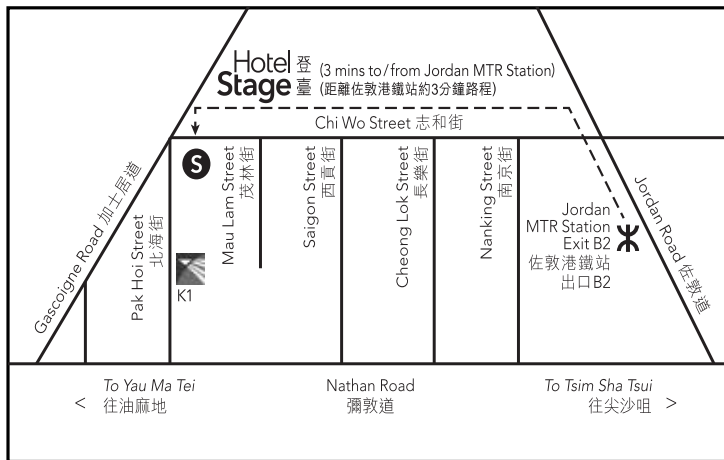 Hotel 登
Stage 臺
(3 mins to/from Jordan MTR Station)
(距離佐敦港鐵站約3分鐘路程)
Chi Wo Street 志和街
S
K1
Gascoigne Road 加士居道
Pak Hoi Street
北海街
Mau Lam Street
茂林街
Saigon Street
西貢街
Cheong Lok Street
長樂街
Nanking Street
南京街
Jordan
MTR Station
Exit B2
佐敦港鐵站
出口B2
Jordan Road 佐敦道
To Yau Ma Tei
< 往油麻地
Nathan Road
彌敦道
To Tsim Sha Tsui
往尖沙咀 >